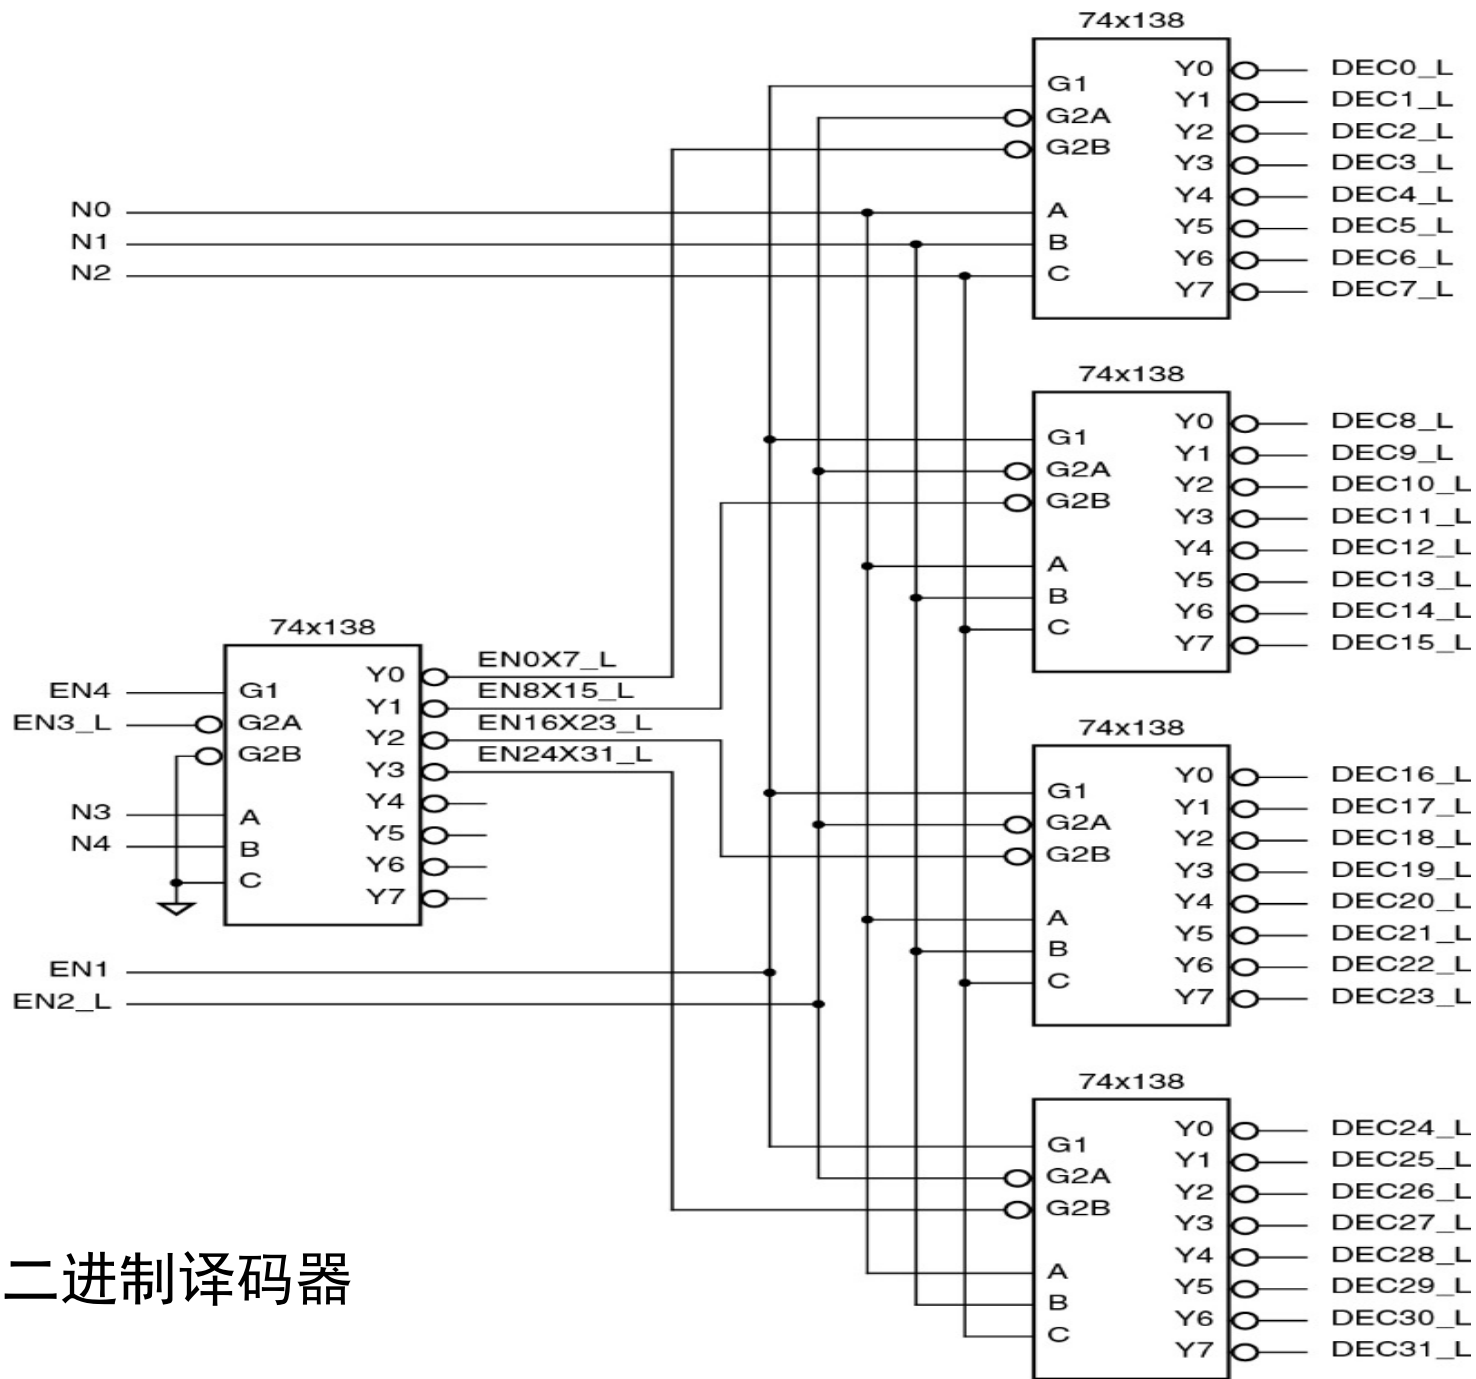 74x138
G1
G2A
G2B
A
B
C
Y0
Y1
Y2
Y3
Y4
Y5
Y6
Y7
DEC0_L
DEC1_L
DEC2_L
DEC3_L
DEC4_L
DEC5_L
DEC6_L
DEC7_L
N0
N1
N2
74x138
G1
G2A
G2B
A
B
C
Y0
Y1
Y2
Y3
Y4
Y5
Y6
Y7
DEC8_L
DEC9_L
DEC10_L
DEC11_L
DEC12_L
DEC13_L
DEC14_L
DEC15_L
74x138
EN4
EN3_L
N3
N4
G1
G2A
G2B
A
B
C
Y0
Y1
Y2
Y3
Y4
Y5
Y6
Y7
EN0X7_L
EN8X15_L
EN16X23_L
EN24X31_L
EN1
EN2_L
74x138
G1
G2A
G2B
A
B
C
Y0
Y1
Y2
Y3
Y4
Y5
Y6
Y7
DEC16_L
DEC17_L
DEC18_L
DEC19_L
DEC20_L
DEC21_L
DEC22_L
DEC23_L
74x138
G1
G2A
G2B
A
B
C
Y0
Y1
Y2
Y3
Y4
Y5
Y6
Y7
DEC24_L
DEC25_L
DEC26_L
DEC27_L
DEC28_L
DEC29_L
DEC30_L
DEC31_L
二进制译码器